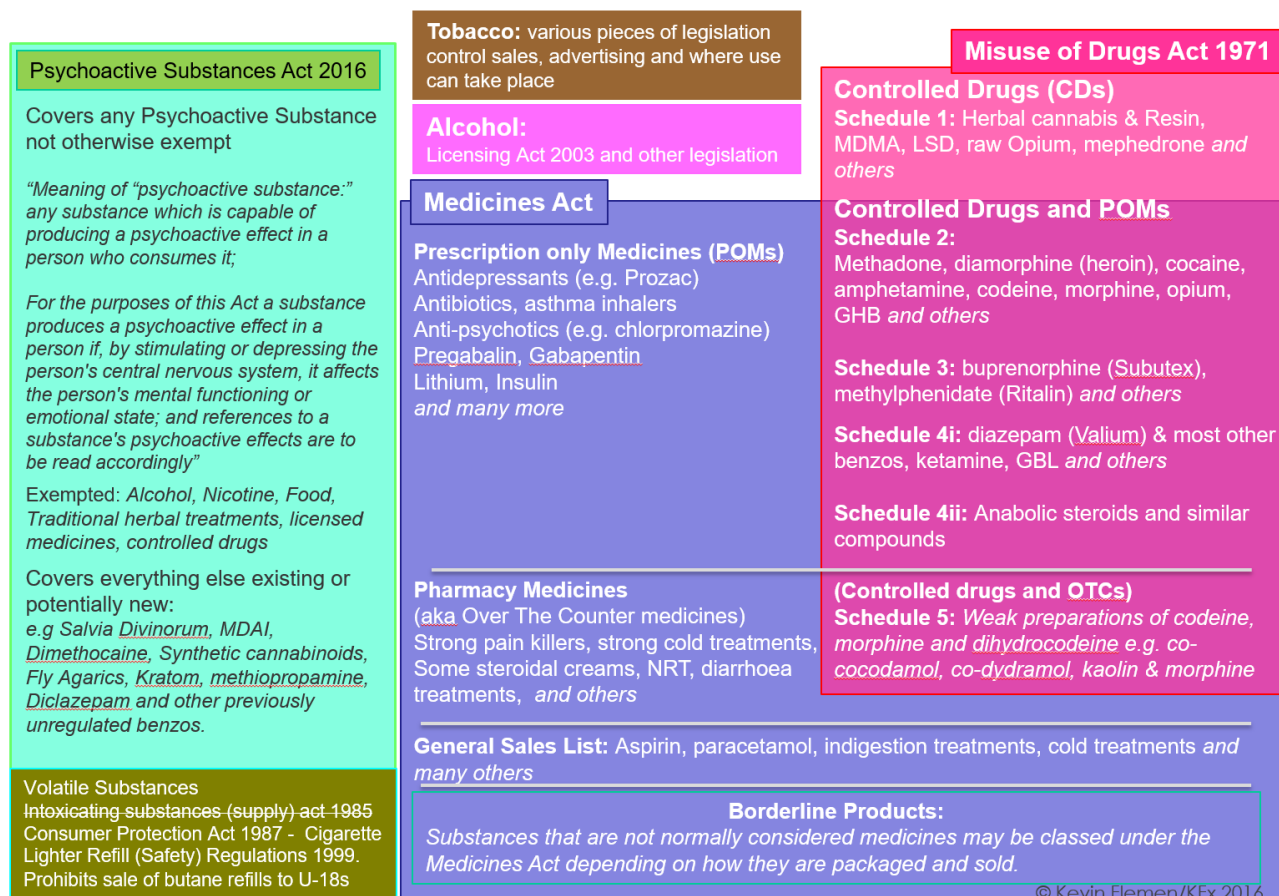 Psychoactive Substances Act 2016
Covers any Psychoactive Substance
not otherwise exempt
“Meaning of “psychoactive substance:”
any substance which is capable of
producing a psychoactive effect in a
person who consumes it;
For the purposes of this Act a substance
produces a psychoactive effect in a
person if, by stimulating or depressing the
person's central nervous system, it affects
the person's mental functioning or
emotional state; and references to a
substance's psychoactive effects are to
be read accordingly”
Exempted: Alcohol, Nicotine, Food,
Traditional herbal treatments, licensed
medicines, controlled drugs
Covers everything else existing or
potentially new:
e.g Salvia Divinorum, MDAI,
Dimethocaine, Synthetic cannabinoids,
Fly Agarics, Kratom, methiopropamine,
Diclazepam and other previously
unregulated benzos.
Volatile Substances
Intoxicating substances (supply) act 1985
Consumer Protection Act 1987 - Cigarette
Lighter Refill (Safety) Regulations 1999.
Prohibits sale of butane refills to U-18s
Tobacco: various pieces of legislation
control sales, advertising and where use
can take place
Alcohol:
Licensing Act 2003 and other legislation
Medicines Act
Prescription only Medicines (POMs)
Antidepressants (e.g. Prozac)
Antibiotics, asthma inhalers
Anti-psychotics (e.g. chlorpromazine)
Pregabalin, Gabapentin
Lithium, Insulin
and many more
Pharmacy Medicines
(aka Over The Counter medicines)
Strong pain killers, strong cold treatments,
Some steroidal creams, NRT, diarrhoea
treatments, and others
Misuse of Drugs Act 1971
Controlled Drugs (CDs)
Schedule 1: Herbal cannabis & Resin,
MDMA, LSD, raw Opium, mephedrone and
others
Controlled Drugs and POMs
Schedule 2:
Methadone, diamorphine (heroin), cocaine,
amphetamine, codeine, morphine, opium,
GHB and others
Schedule 3: buprenorphine (Subutex),
methylphenidate (Ritalin) and others
Schedule 4i: diazepam (Valium) & most other
benzos, ketamine, GBL and others
Schedule 4ii: Anabolic steroids and similar
compounds
(Controlled drugs and OTCs)
Schedule 5: Weak preparations of codeine,
morphine and dihydrocodeine e.g. co-
cocodamol, co-dydramol, kaolin & morphine
General Sales List: Aspirin, paracetamol, indigestion treatments, cold treatments and
many others
Borderline Products:
Substances that are not normally considered medicines may be classed under the
Medicines Act depending on how they are packaged and sold.
© Kevin Flemen/KFx 2016